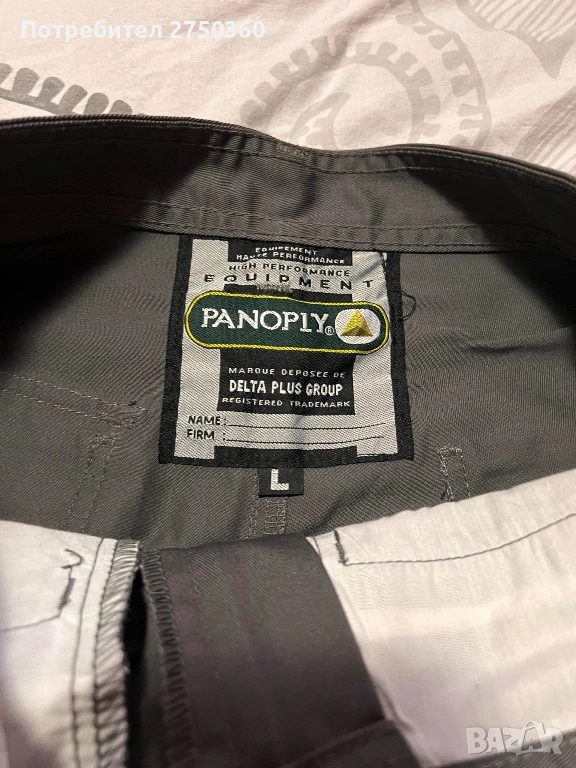 Потребител 2750360
EQUIPEMENT
HAUTE PERFORMANCE
HIGH PERFORMANCE
EQUIPMENT
PANOPLY®
MARQUE DEPOSEE DE
DELTA PLUS GROUP
REGISTERED TRADEMARK
NAME:
FIRM :
L
BAZAR